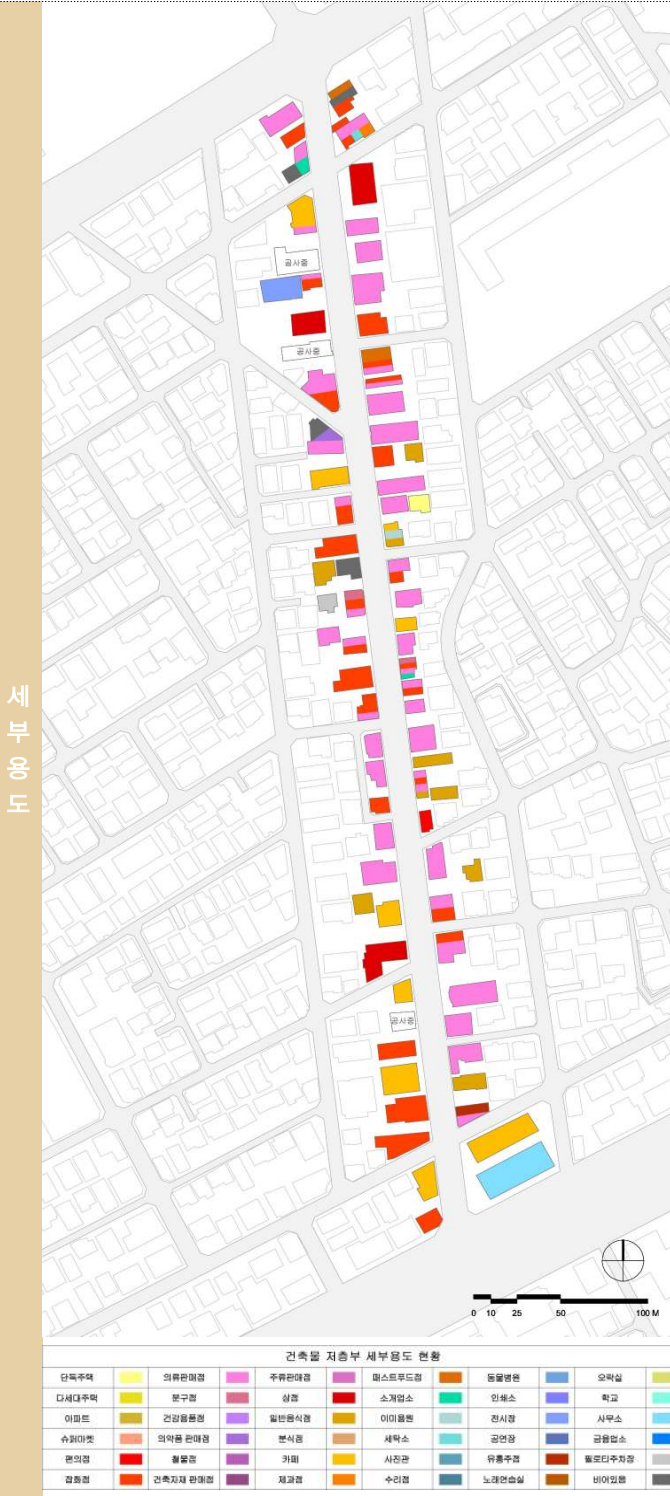 공사중
공사중
세
부
용
도
공사중
0 10 25 50 100 M
건축물 저층부 세부용도 현황
단독주택 의류판매점 주류판매점 패스트푸드점 동물병원 오락실
다세대주택 문구점 상점 소개업소 인쇄소 학교
아파트 건강용품점 일반음식점 이미용원 전시장 사무소
슈퍼마켓 의약품 판매점 분식점 세탁소 공연장 금융업소
편의점 철물점 카페 사진관 유흥주점 필로티주차장
잡화점 건축자재 판매점 제과점 수리점 노래연습실 비어있음